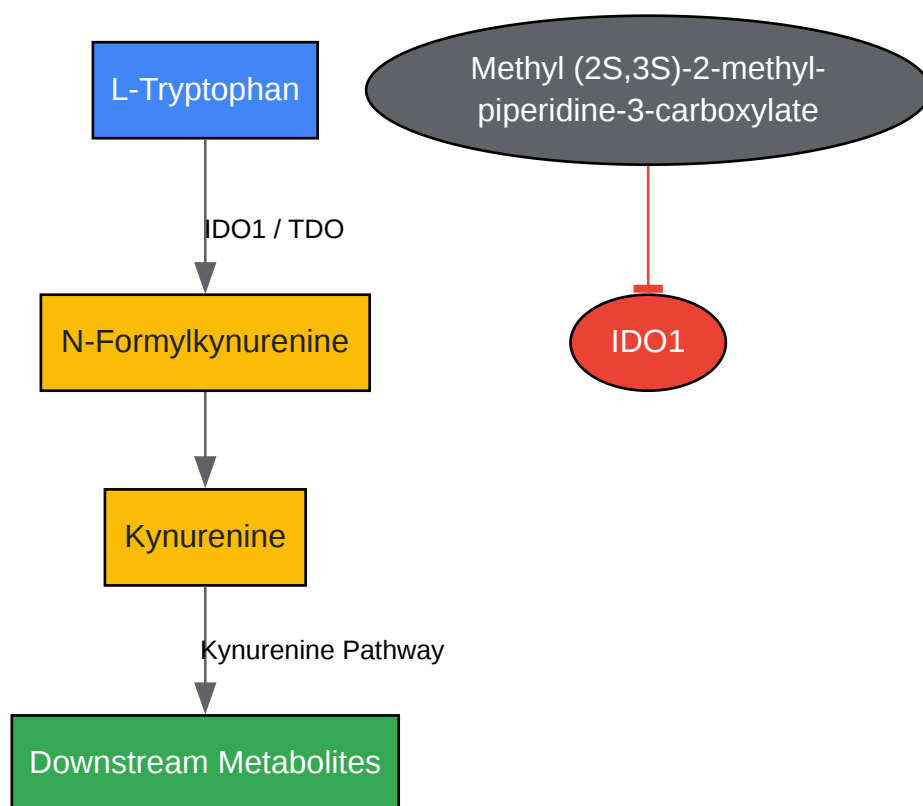 L-Tryptophan
Methyl (2S,3S)-2-methyl-
piperidine-3-carboxylate
IDO1 / TDO
N-Formylkynurenine
IDO1
Kynurenine
Kynurenine Pathway
Downstream Metabolites